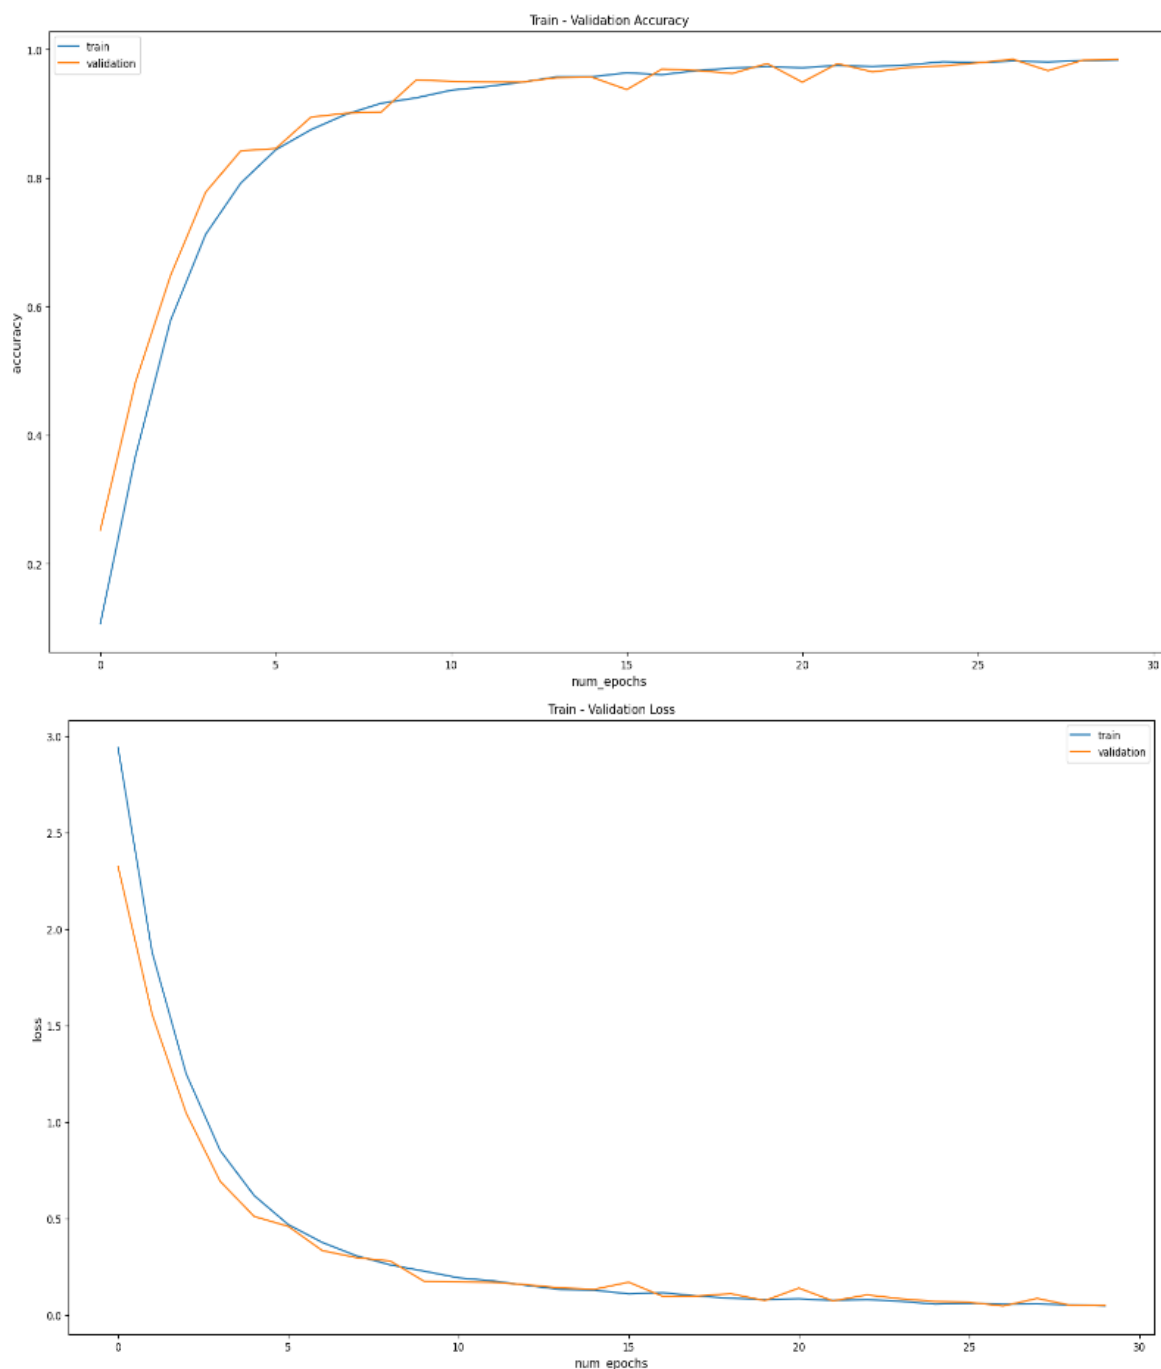 Train - Validation Accuracy
1.0
train
validation
0.8
0.6
accuracy
0.4
0.2
0 5 10 15 20 25 30
num_epochs
Train - Validation Loss
3.0
train
validation
2.5
2.0
1.5
loss
1.0
0.5
0.0
0 5 10 15 20 25 30
num_epochs